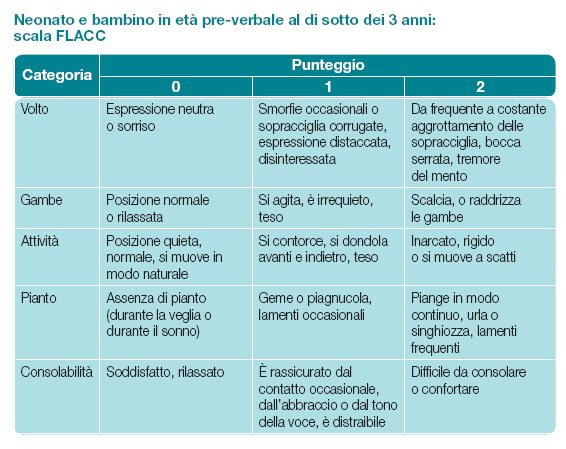 Neonato e bambino in età pre-verbale al di sotto dei 3 anni:
scala FLACC
Categoria
Punteggio
0
1
2
Volto
Espressione neutra
o sorriso
Smorfie occasionali o
sopracciglia corrugate,
espressione distaccata,
disinteressata
Da frequente a costante
aggrottamento delle
sopracciglia, bocca
serrata, tremore
del mento
Gambe
Posizione normale
o rilassata
Si agita, è irrequieto,
teso
Scalcia, o raddrizza
le gambe
Attività
Posizione quieta,
normale, si muove in
modo naturale
Si contorce, si dondola
avanti e indietro, teso
Inarcato, rigido
o si muove a scatti
Pianto
Assenza di pianto
(durante la veglia o
durante il sonno)
Geme o piagnucola,
lamenti occasionali
Piange in modo
continuo, urla o
singhiozza, lamenti
frequenti
Consolabilità
Soddisfatto, rilassato
È rassicurato dal
contatto occasionale,
dall'abbraccio o dal tono
della voce, è distraibile
Difficile da consolare
o confortare